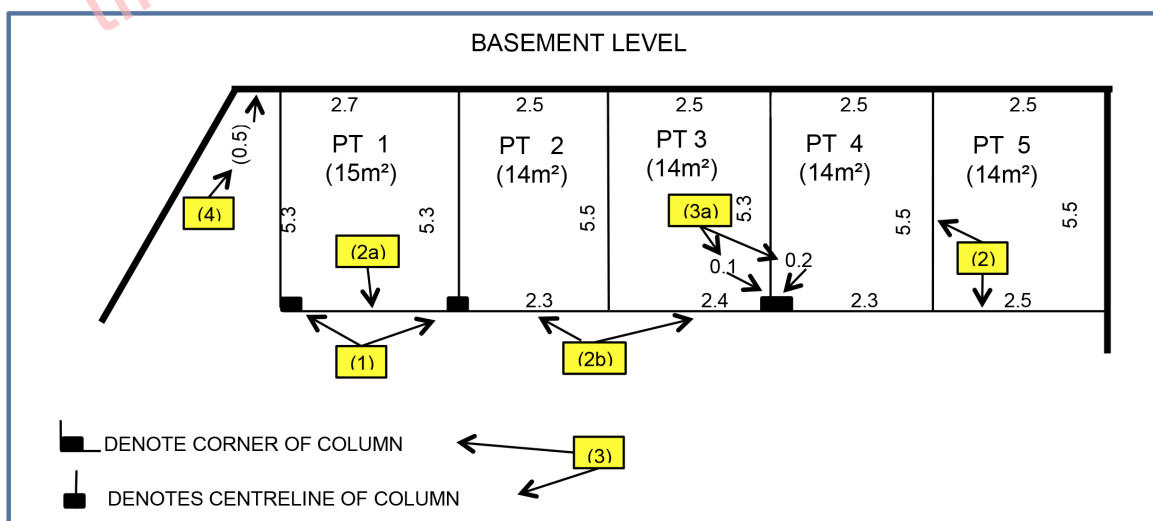 BASEMENT LEVEL
2.7 2.5 2.5 2.5 2.5
PT 1 PT 2 PT 3 PT 4 PT 5
(15m²) (14m²) (14m²) (14m²) (14m²)
(0.5)
(4)
5.3 5.3 5.5 5.3 5.5 5.5
(3a)
(2a)
0.1 0.2
(2)
2.3 2.4 2.3 2.5
(1)
(2b)
DENOTE CORNER OF COLUMN
(3)
DENOTES CENTRELINE OF COLUMN